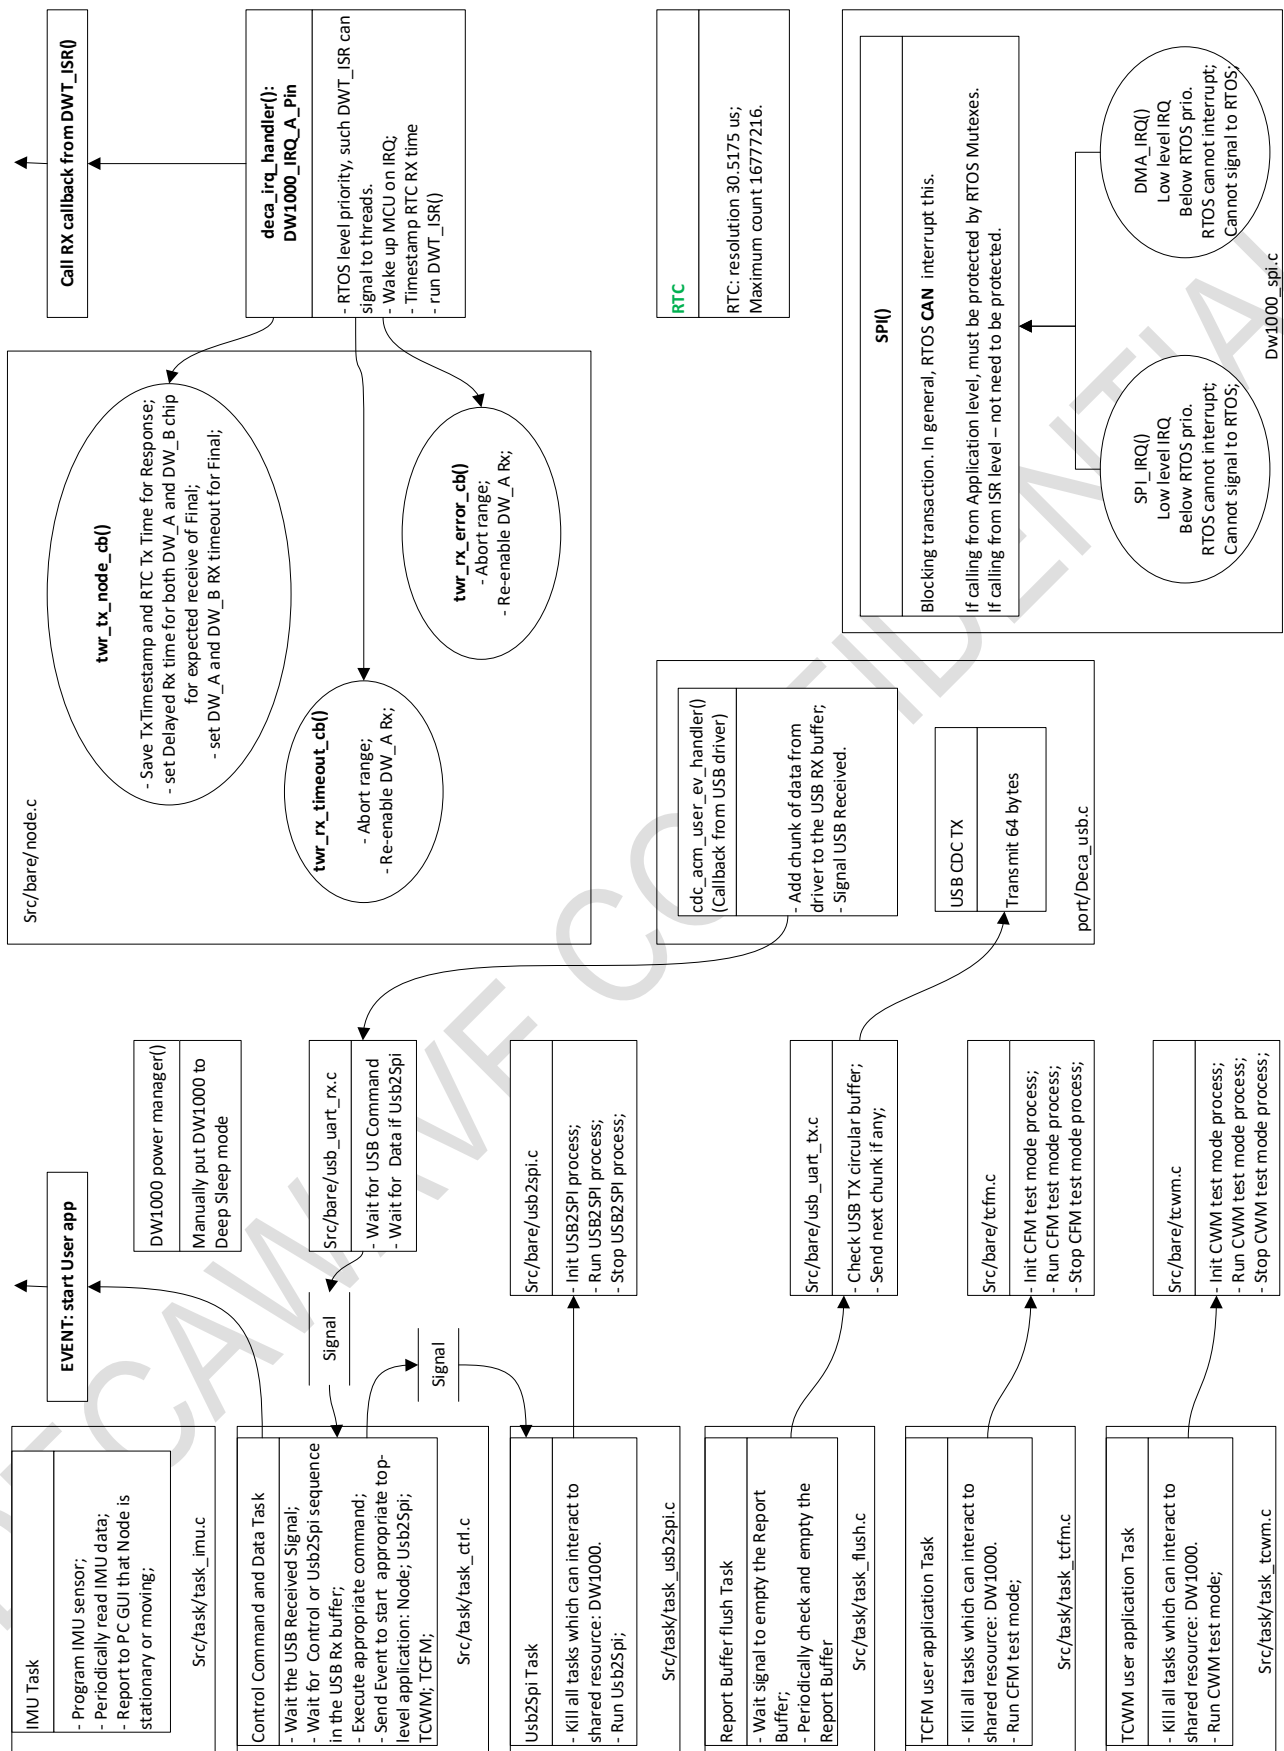 IMU Task
- Program IMU sensor;
- Periodically read IMU data;
- Report to PC GUI that Node is
stationary or moving;
Src/task/task_imu.c
Control Command and Data Task
- Wait the USB Received Signal;
- Wait for Control or Usb2Spi sequence
in the USB Rx buffer;
- Execute appropriate command;
- Send Event to start appropriate top-
level application: Node; Usb2Spi;
TCWM; TCFM;
Src/task/task_ctrl.c
Usb2Spi Task
- Kill all tasks which can interact to
shared resource: DW1000.
- Run Usb2Spi;
Src/task/task_usb2spi.c
Report Buffer flush Task
- Wait signal to empty the Report
Buffer;
- Periodically check and empty the
Report Buffer
Src/task/task_flush.c
TCFM user application Task
- Kill all tasks which can interact to
shared resource: DW1000.
- Run CFM test mode;
Src/task/task_tcfm.c
TCWM user application Task
- Kill all tasks which can interact to
shared resource: DW1000.
- Run CWM test mode;
Src/task/task_tcwm.c
EVENT: start User app
DW1000 power manager()
Manually put DW1000 to
Deep Sleep mode
Signal
Signal
Src/bare/usb_uart_rx.c
- Wait for USB Command
- Wait for Data if Usb2Spi
Src/bare/usb2spi.c
- Init USB2SPI process;
- Run USB2SPI process;
- Stop USB2SPI process;
Src/bare/usb_uart_tx.c
- Check USB TX circular buffer;
- Send next chunk if any;
Src/bare/tcfm.c
- Init CFM test mode process;
- Run CFM test mode process;
- Stop CFM test mode process;
Src/bare/tcwm.c
- Init CWM test mode process;
- Run CWM test mode process;
- Stop CWM test mode process;
Src/bare/node.c
twr_tx_node_cb()
- Save TxTimestamp and RTC Tx Time for Response;
- set Delayed Rx time for both DW_A and DW_B chip
for expected receive of Final;
- set DW_A and DW_B RX timeout for Final;
twr_rx_timeout_cb()
- Abort range;
- Re-enable DW_A Rx;
twr_rx_error_cb()
- Abort range;
- Re-enable DW_A Rx;
cdc_acm_user_ev_handler()
(Callback from USB driver)
- Add chunk of data from
driver to the USB RX buffer;
- Signal USB Received.
USB CDC TX
Transmit 64 bytes
port/Deca_usb.c
Call RX callback from DWT_ISR()
deca_irq_handler():
DW1000_IRQ_A_Pin
- RTOS level priority, such DWT_ISR can
signal to threads.
- Wake up MCU on IRQ;
- Timestamp RTC RX time
- run DWT_ISR()
RTC
RTC: resolution 30.5175 us;
Maximum count 16777216.
SPI()
Blocking transaction. In general, RTOS CAN interrupt this.
If calling from Application level, must be protected by RTOS Mutexes.
If calling from ISR level – not need to be protected.
SPI_IRQ()
Low level IRQ
Below RTOS prio.
RTOS cannot interrupt;
Cannot signal to RTOS;
DMA_IRQ()
Low level IRQ
Below RTOS prio.
RTOS cannot interrupt;
Cannot signal to RTOS;
Dw1000_spi.c
DECAWAVE CONFIDENTIAL